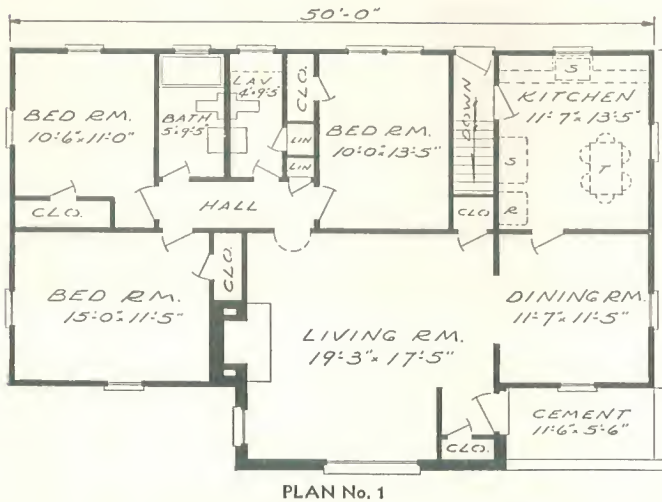 50'-0"
BED RM.
10'-6"x11'-0"
CLO.
BATH
5'x9'-5"
LAV
4'x9'-5"
CLO.
LIN
LIN
BED RM.
10'-0"x13'-5"
DOWN
CLO
S
KITCHEN
11'-7"x13'-5"
S
R
T
HALL
BED RM.
15'-0"x11'-5"
CLO.
LIVING RM.
19'-3"x17'-5"
DINING RM.
11'-7"x11'-5"
CLO.
CEMENT
11'-6"x5'-6"
PLAN No. 1